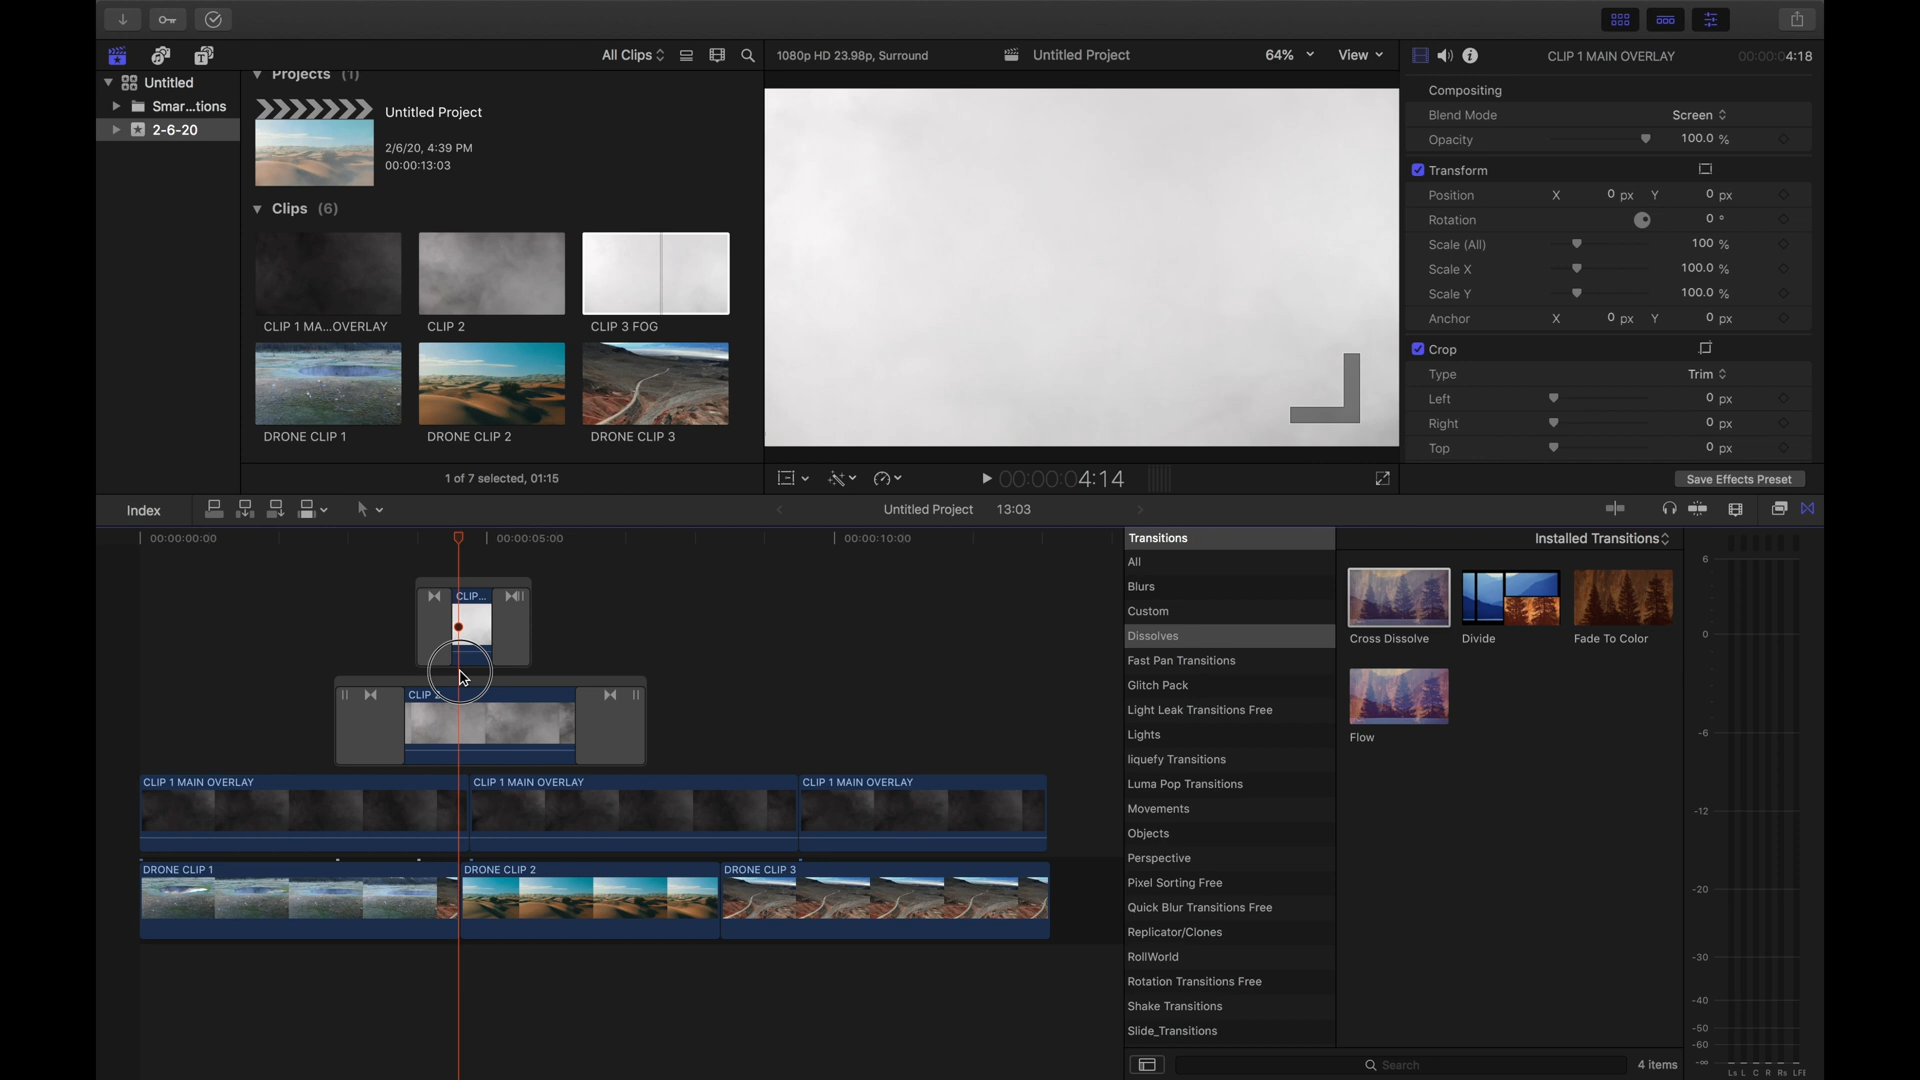 All Clips
1080p HD 23.98p, Surround
Untitled Project
64%
View
CLIP 1 MAIN OVERLAY
00:00:04:18
Untitled
Smar...tions
2-6-20
Projects (1)
Untitled Project
2/6/20, 4:39 PM
00:00:13:03
Clips (6)
CLIP 1 MA...OVERLAY
CLIP 2
CLIP 3 FOG
DRONE CLIP 1
DRONE CLIP 2
DRONE CLIP 3
1 of 7 selected, 01:15
00:00:04:14
Compositing
Blend Mode Screen
Opacity 100.0 %
Transform
Position X 0 px Y 0 px
Rotation 0 °
Scale (All) 100 %
Scale X 100.0 %
Scale Y 100.0 %
Anchor X 0 px Y 0 px
Crop
Type Trim
Left 0 px
Right 0 px
Top 0 px
Save Effects Preset
Index
Untitled Project 13:03
00:00:00:00
00:00:05:00
00:00:10:00
CLIP...
CLIP 2
CLIP 1 MAIN OVERLAY
CLIP 1 MAIN OVERLAY
CLIP 1 MAIN OVERLAY
DRONE CLIP 1
DRONE CLIP 2
DRONE CLIP 3
Transitions
All
Blurs
Custom
Dissolves
Fast Pan Transitions
Glitch Pack
Light Leak Transitions Free
Lights
liquefy Transitions
Luma Pop Transitions
Movements
Objects
Perspective
Pixel Sorting Free
Quick Blur Transitions Free
Replicator/Clones
RollWorld
Rotation Transitions Free
Shake Transitions
Slide_Transitions
Installed Transitions
Cross Dissolve
Divide
Fade To Color
Flow
Search
4 items
6
0
-6
-12
-20
-30
-40
-50
-60
-∞
Ls L C R Rs LFE